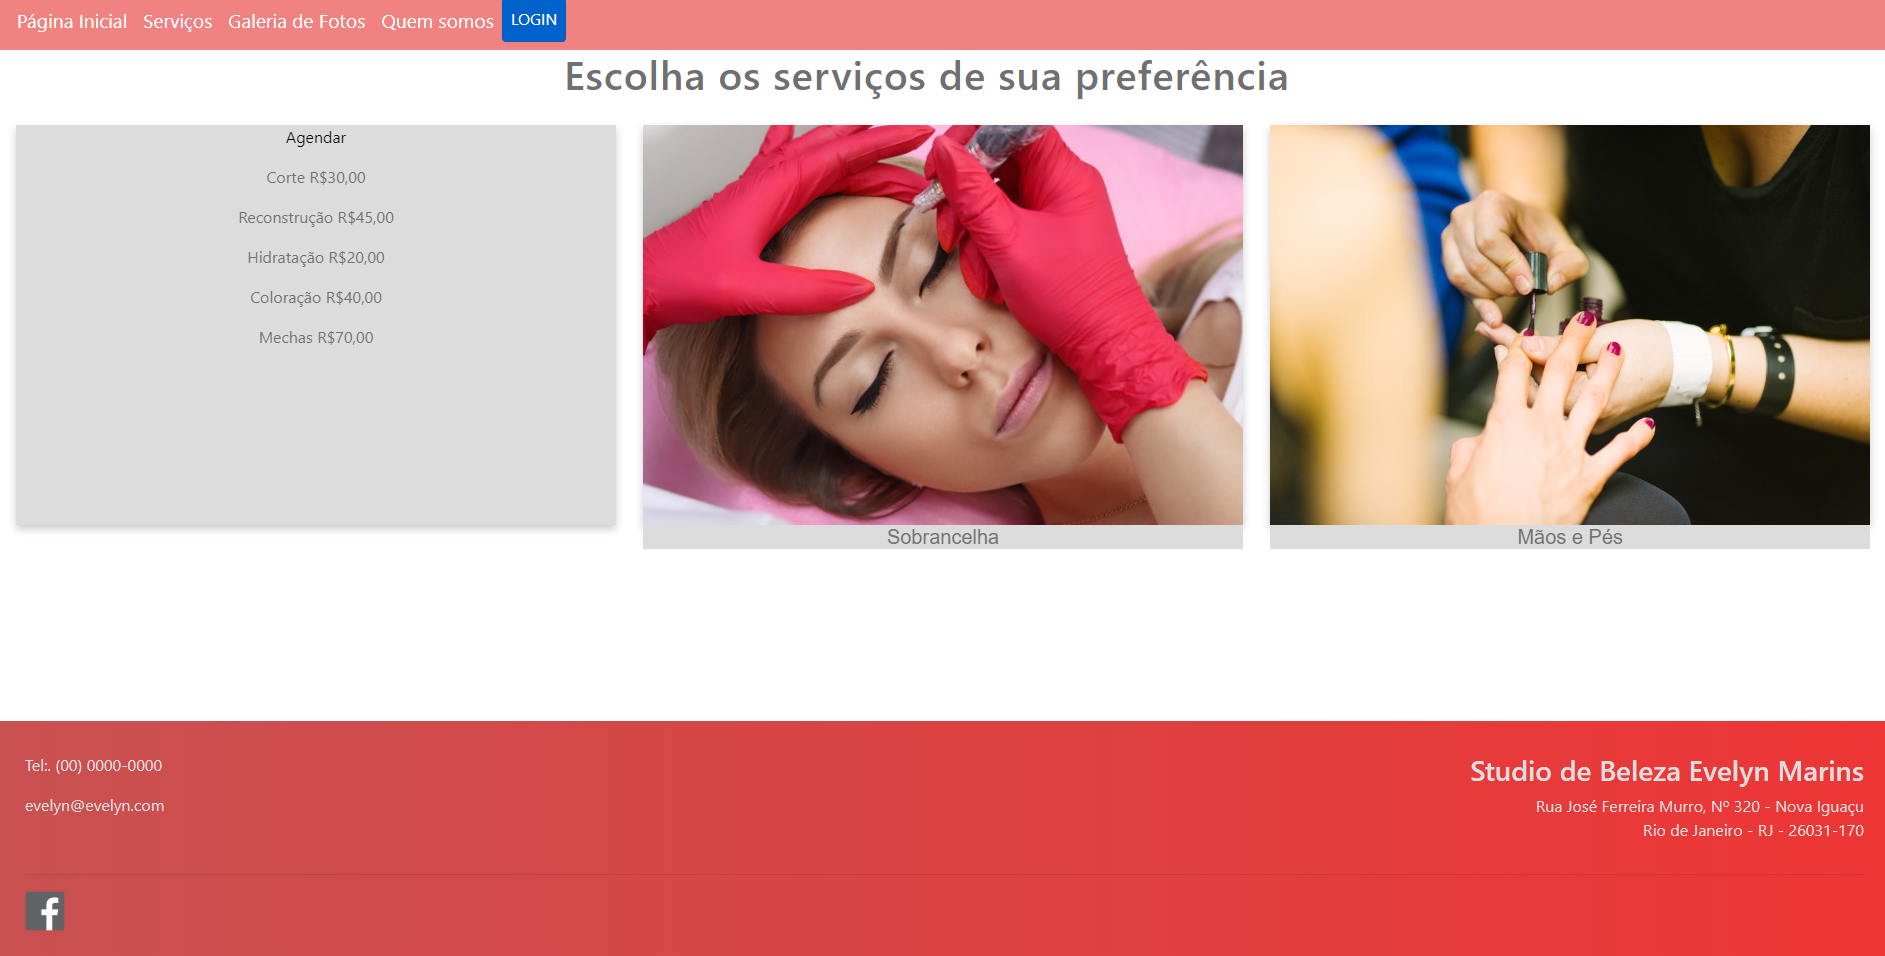 Página Inicial Serviços Galeria de Fotos Quem somos LOGIN
Escolha os serviços de sua preferência
Agendar
Corte R$30,00
Reconstrução R$45,00
Hidratação R$20,00
Coloração R$40,00
Mechas R$70,00
Sobrancelha
Mãos e Pés
Tel:. (00) 0000-0000
evelyn@evelyn.com
Studio de Beleza Evelyn Marins
Rua José Ferreira Murro, Nº 320 - Nova Iguaçu
Rio de Janeiro - RJ - 26031-170